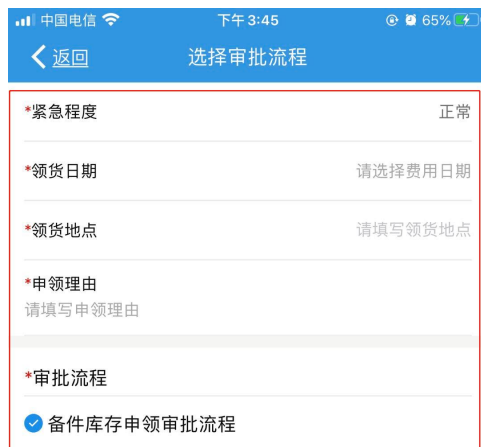 中国电信 下午3:45 65%
返回 选择审批流程
*紧急程度 正常
*领货日期 请选择费用日期
*领货地点 请填写领货地点
*申领理由
请填写申领理由
*审批流程
备件库存申领审批流程